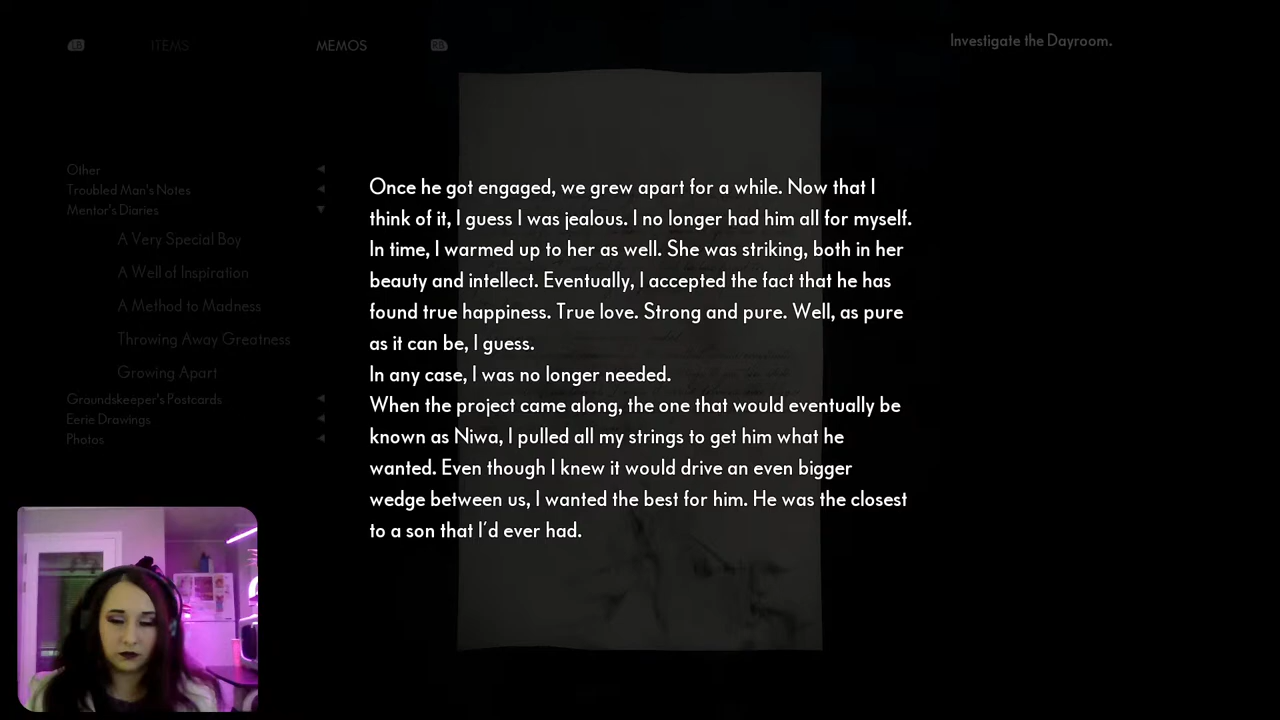 LB
ITEMS
MEMOS
RB
Investigate the Dayroom.
Other
Troubled Man's Notes
Mentor's Diaries
A Very Special Boy
A Well of Inspiration
A Method to Madness
Throwing Away Greatness
Growing Apart
Groundskeeper's Postcards
Eerie Drawings
Photos
Once he got engaged, we grew apart for a while. Now that I
think of it, I guess I was jealous. I no longer had him all for myself.
In time, I warmed up to her as well. She was striking, both in her
beauty and intellect. Eventually, I accepted the fact that he has
found true happiness. True love. Strong and pure. Well, as pure
as it can be, I guess.
In any case, I was no longer needed.
When the project came along, the one that would eventually be
known as Niwa, I pulled all my strings to get him what he
wanted. Even though I knew it would drive an even bigger
wedge between us, I wanted the best for him. He was the closest
to a son that I'd ever had.